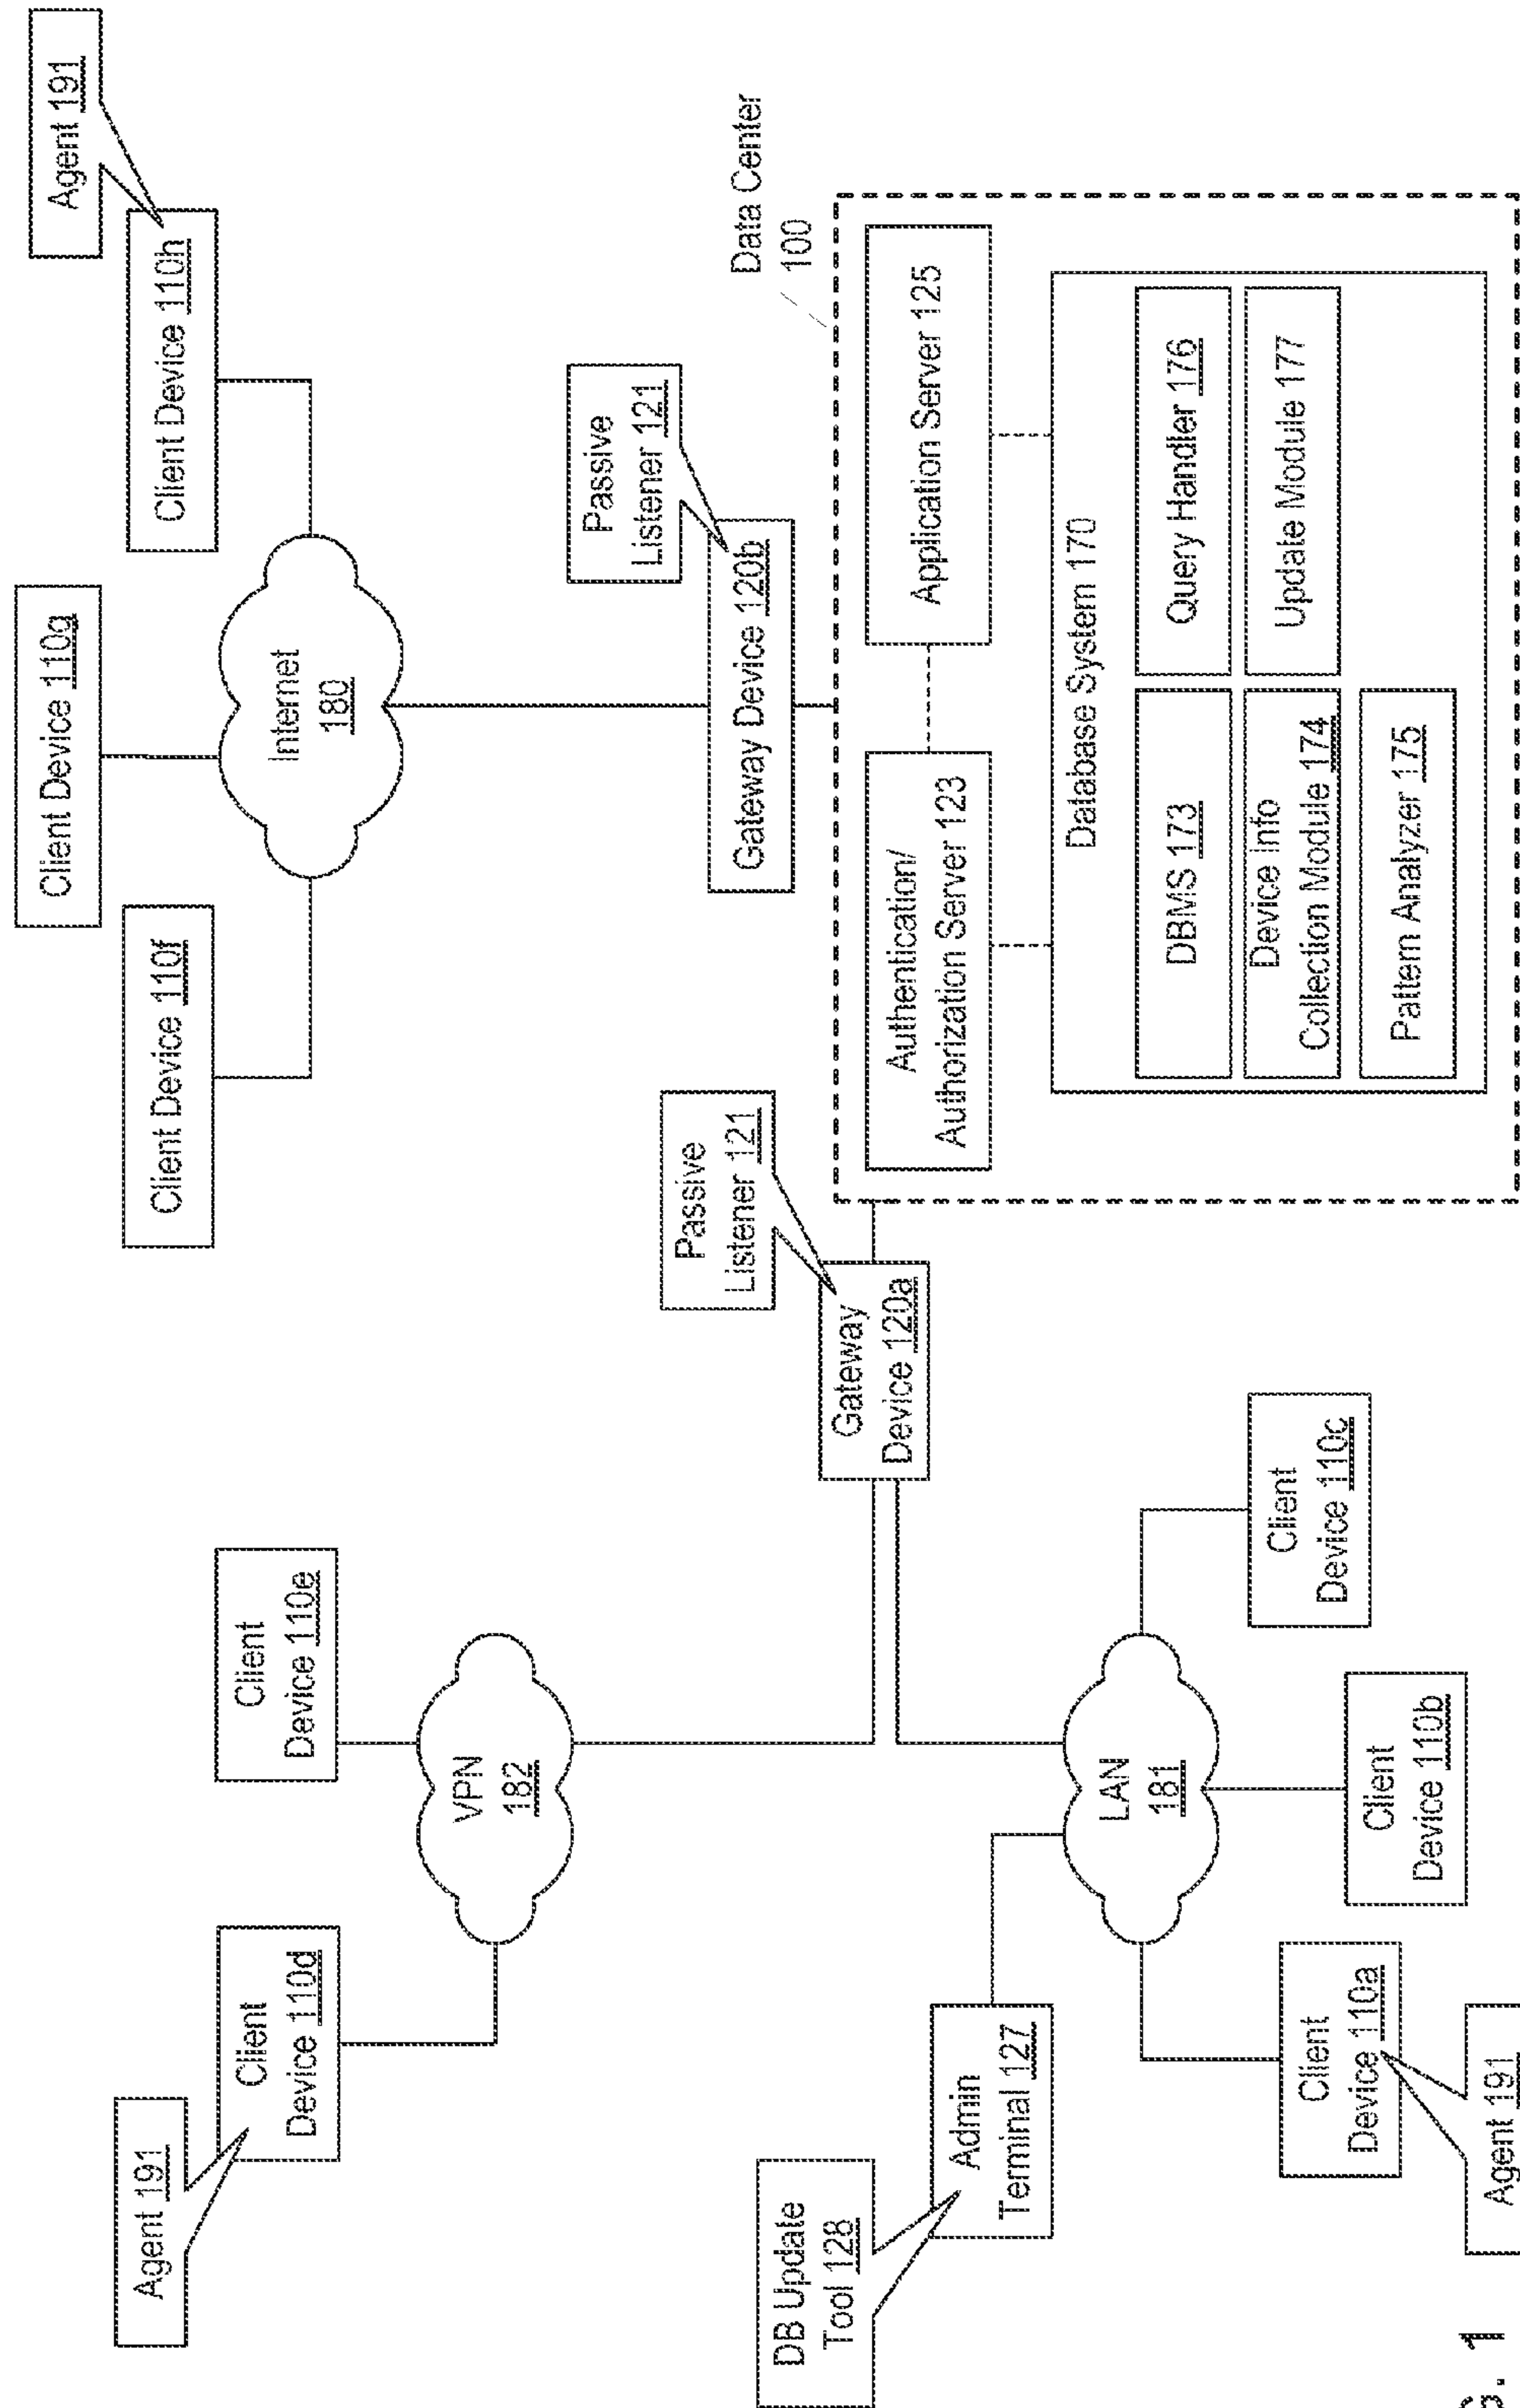 Agent 191
Client
Device 110d
Client
Device 110e
VPN
182
DB Update
Tool 128
Admin
Terminal 127
LAN
181
Client
Device 110a
Agent 191
Client
Device 110b
Client
Device 110c
Gateway
Device 120a
Passive
Listener 121
Client Device 110f
Client Device 110g
Client Device 110h
Agent 191
Internet
180
Passive
Listener 121
Gateway Device 120b
Data Center
100
Authentication/
Authorization Server 123
Application Server 125
Database System 170
DBMS 173
Query Handler 176
Device Info
Collection Module 174
Update Module 177
Pattern Analyzer 175
G. 1